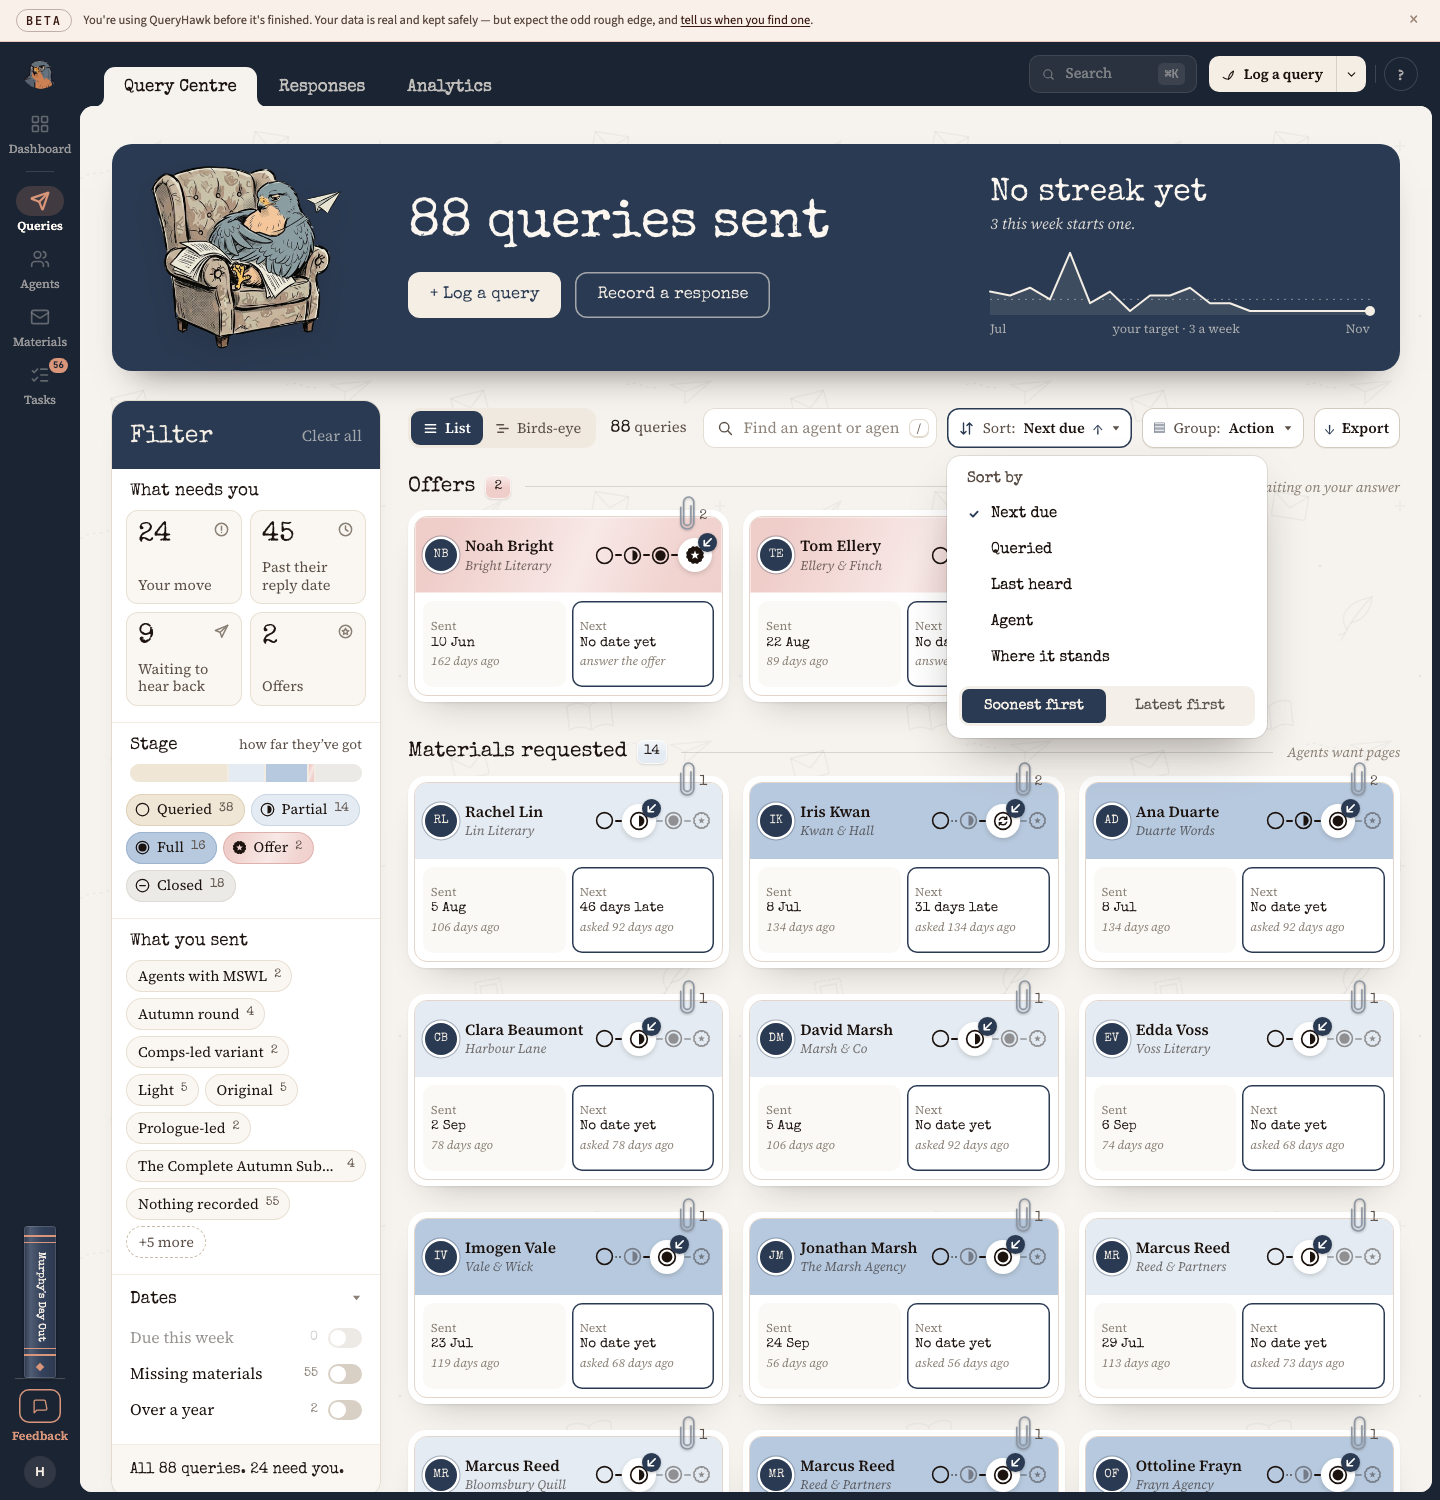 BETA You're using QueryHawk before it's finished. Your data is real and kept safely — but expect the odd rough edge, and tell us when you find one. ×
Query Centre Responses Analytics Search ⌘K Log a query ?
Dashboard
Queries
Agents
Materials
56
Tasks
Murphy's Day Out
Feedback
H
88 queries sent
+ Log a query Record a response
No streak yet
3 this week starts one.
Jul your target · 3 a week Nov
Filter Clear all
What needs you
24 Your move
45 Past their reply date
9 Waiting to hear back
2 Offers
Stage how far they've got
Queried 38 Partial 14
Full 16 Offer 2
Closed 18
What you sent
Agents with MSWL 2
Autumn round 4
Comps-led variant 2
Light 5 Original 5
Prologue-led 2
The Complete Autumn Sub... 4
Nothing recorded 55
+5 more
Dates
Due this week 0
Missing materials 55
Over a year 2
All 88 queries. 24 need you.
List Birds-eye 88 queries Find an agent or agen / Sort: Next due ↑ Group: Action ↓ Export
Sort by
Next due
Queried
Last heard
Agent
Where it stands
Soonest first Latest first
Offers 2 aiting on your answer
2
NB Noah Bright
Bright Literary
Sent
10 Jun
162 days ago
Next
No date yet
answer the offer
TE Tom Ellery
Ellery & Finch
Sent
22 Aug
89 days ago
Next
No da
answe
Materials requested 14 Agents want pages
1
RL Rachel Lin
Lin Literary
Sent
5 Aug
106 days ago
Next
46 days late
asked 92 days ago
2
IK Iris Kwan
Kwan & Hall
Sent
8 Jul
134 days ago
Next
31 days late
asked 134 days ago
2
AD Ana Duarte
Duarte Words
Sent
8 Jul
134 days ago
Next
No date yet
asked 92 days ago
1
CB Clara Beaumont
Harbour Lane
Sent
2 Sep
78 days ago
Next
No date yet
asked 78 days ago
1
DM David Marsh
Marsh & Co
Sent
5 Aug
106 days ago
Next
No date yet
asked 92 days ago
1
EV Edda Voss
Voss Literary
Sent
6 Sep
74 days ago
Next
No date yet
asked 68 days ago
1
IV Imogen Vale
Vale & Wick
Sent
23 Jul
119 days ago
Next
No date yet
asked 68 days ago
1
JM Jonathan Marsh
The Marsh Agency
Sent
24 Sep
56 days ago
Next
No date yet
asked 56 days ago
1
MR Marcus Reed
Reed & Partners
Sent
29 Jul
113 days ago
Next
No date yet
asked 73 days ago
1
MR Marcus Reed
Bloomsbury Quill
1
MR Marcus Reed
Reed & Partners
1
OF Ottoline Frayn
Frayn Agency